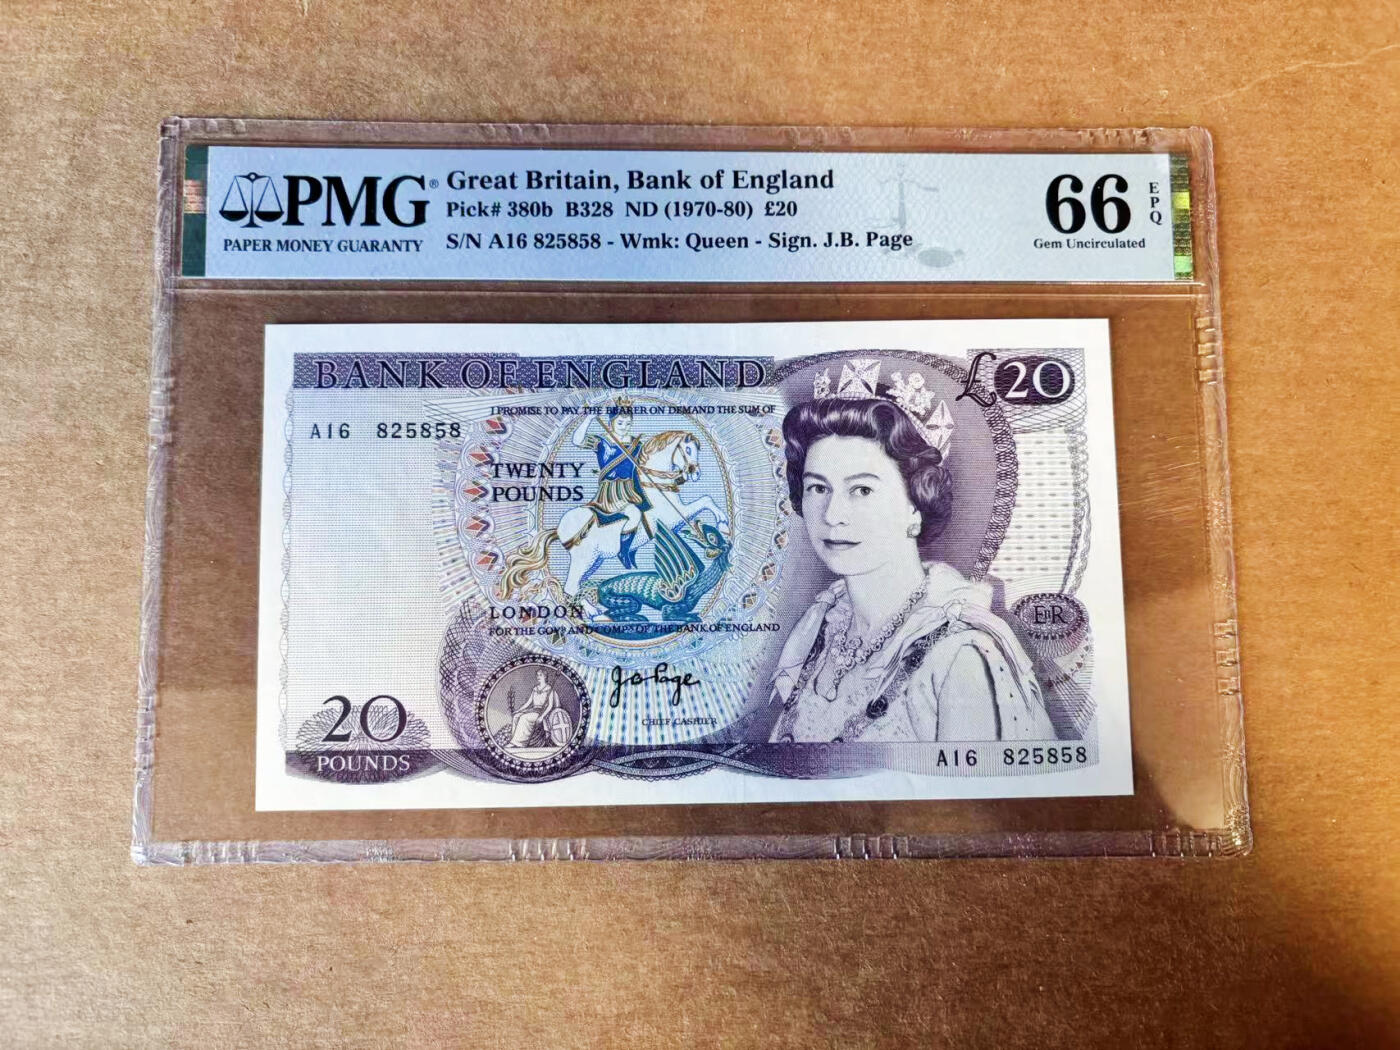 PMG®
PAPER MONEY GUARANTY
Great Britain, Bank of England
Pick# 380b B328 ND (1970-80) £20
S/N A16 825858 - Wmk: Queen - Sign. J.B. Page
66
EPQ
Gem Uncirculated
BANK OF ENGLAND
£20
I PROMISE TO PAY THE BEARER ON DEMAND THE SUM OF
A16 825858
TWENTY
POUNDS
LONDON
FOR THE GOVR AND COMPA OF THE BANK OF ENGLAND
EIIR
J B Page
CHIEF CASHIER
20
POUNDS
A16 825858